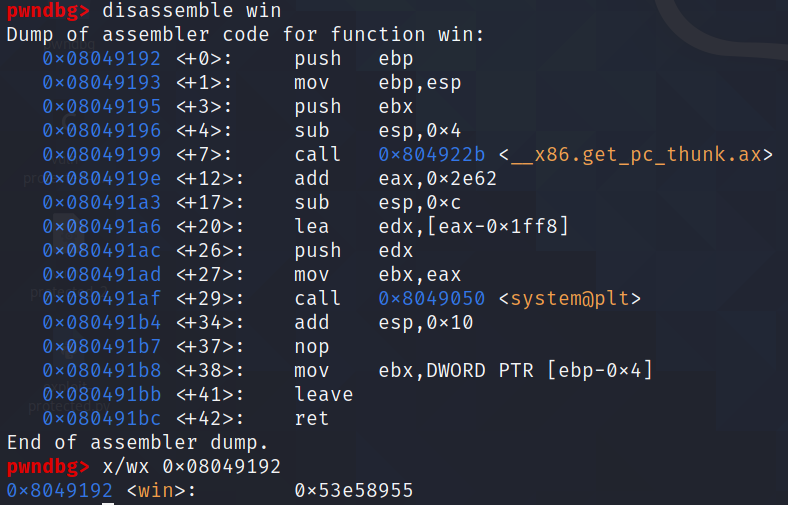 pwndbg> disassemble win
Dump of assembler code for function win:
0x08049192 <+0>: push ebp
0x08049193 <+1>: mov ebp,esp
0x08049195 <+3>: push ebx
0x08049196 <+4>: sub esp,0x4
0x08049199 <+7>: call 0x804922b <__x86.get_pc_thunk.ax>
0x0804919e <+12>: add eax,0x2e62
0x080491a3 <+17>: sub esp,0xc
0x080491a6 <+20>: lea edx,[eax-0x1ff8]
0x080491ac <+26>: push edx
0x080491ad <+27>: mov ebx,eax
0x080491af <+29>: call 0x8049050 <system@plt>
0x080491b4 <+34>: add esp,0x10
0x080491b7 <+37>: nop
0x080491b8 <+38>: mov ebx,DWORD PTR [ebp-0x4]
0x080491bb <+41>: leave
0x080491bc <+42>: ret
End of assembler dump.
pwndbg> x/wx 0x08049192
0x8049192 <win>: 0x53e58955